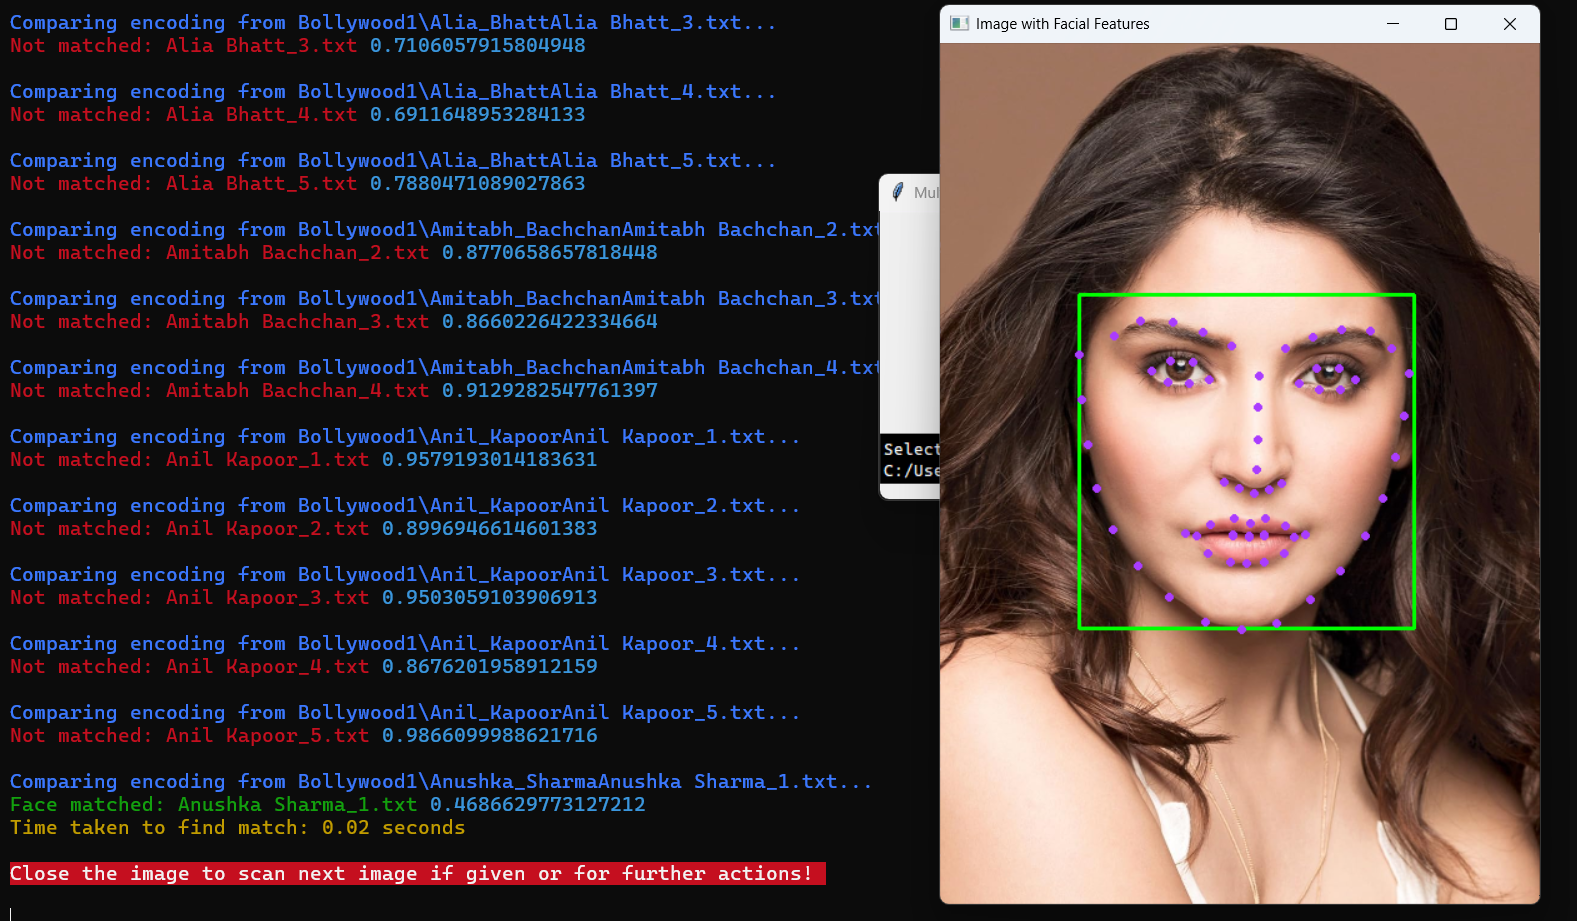 Comparing encoding from Bollywood1\Alia_BhattAlia Bhatt_3.txt...
Not matched: Alia Bhatt_3.txt 0.7106057915804948
Comparing encoding from Bollywood1\Alia_BhattAlia Bhatt_4.txt...
Not matched: Alia Bhatt_4.txt 0.6911648953284133
Comparing encoding from Bollywood1\Alia_BhattAlia Bhatt_5.txt...
Not matched: Alia Bhatt_5.txt 0.7880471089027863
Comparing encoding from Bollywood1\Amitabh_BachchanAmitabh Bachchan_2.txt
Not matched: Amitabh Bachchan_2.txt 0.8770658657818448
Comparing encoding from Bollywood1\Amitabh_BachchanAmitabh Bachchan_3.txt
Not matched: Amitabh Bachchan_3.txt 0.8660226422334664
Comparing encoding from Bollywood1\Amitabh_BachchanAmitabh Bachchan_4.txt
Not matched: Amitabh Bachchan_4.txt 0.9129282547761397
Comparing encoding from Bollywood1\Anil_KapoorAnil Kapoor_1.txt...
Not matched: Anil Kapoor_1.txt 0.9579193014183631
Comparing encoding from Bollywood1\Anil_KapoorAnil Kapoor_2.txt...
Not matched: Anil Kapoor_2.txt 0.8996946614601383
Comparing encoding from Bollywood1\Anil_KapoorAnil Kapoor_3.txt...
Not matched: Anil Kapoor_3.txt 0.9503059103906913
Comparing encoding from Bollywood1\Anil_KapoorAnil Kapoor_4.txt...
Not matched: Anil Kapoor_4.txt 0.8676201958912159
Comparing encoding from Bollywood1\Anil_KapoorAnil Kapoor_5.txt...
Not matched: Anil Kapoor_5.txt 0.9866099988621716
Comparing encoding from Bollywood1\Anushka_SharmaAnushka Sharma_1.txt...
Face matched: Anushka Sharma_1.txt 0.4686629773127212
Time taken to find match: 0.02 seconds
Close the image to scan next image if given or for further actions!
Mul
Select
C:/Use
Image with Facial Features